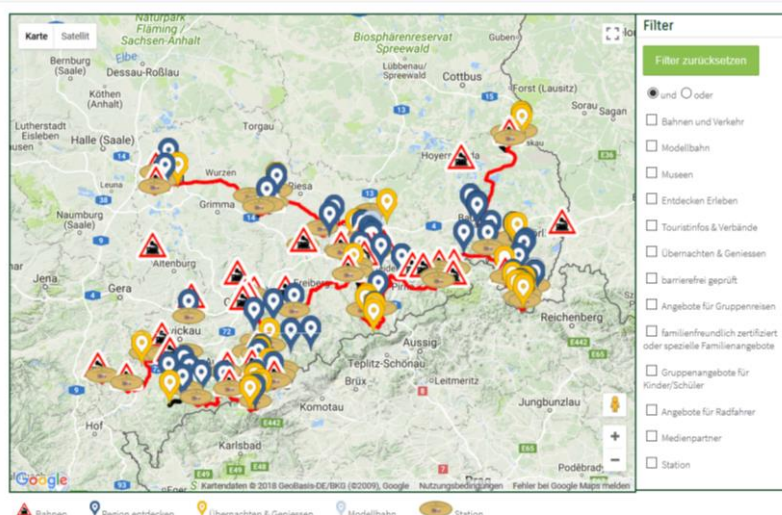 Karte
Satellit
Naturpark
Fläming /
Sachsen-Anhalt
Elbe
Bernburg
(Saale)
Dessau-Roßlau
Köthen
(Anhalt)
Biosphärenreservat
Spreewald
Guben
Lübbenau/
Spreewald
Cottbus
Forst (Lausitz)
Lutherstadt
Eisleben
Halle (Saale)
Torgau
Sorau
Sagan
Leuna
Wurzen
Grimma
Naumburg
(Saale)
Jena
Gera
Altenburg
Freiberg
Reichenberg
Hof
Aussig
Teplitz-Schönau
Brüx
Leitmeritz
Komotau
Jungbunzlau
Karlsbad
Google
Kartendaten © 2018 GeoBasis-DE/BKG (©2009), Google
Nutzungsbedingungen
Fehler bei Google Maps melden
Filter
Filter zurücksetzen
und
oder
Bahnen und Verkehr
Modellbahn
Museen
Entdecken Erleben
Touristinfos & Verbände
Übernachten & Geniessen
barrierefrei geprüft
Angebote für Gruppenreisen
familienfreundlich zertifiziert
oder spezielle Familienangebote
Gruppenangebote für
Kinder/Schüler
Angebote für Radfahrer
Medienpartner
Station
Bahnen
Region entdecken
Übernachten & Geniessen
Modellbahn
Station